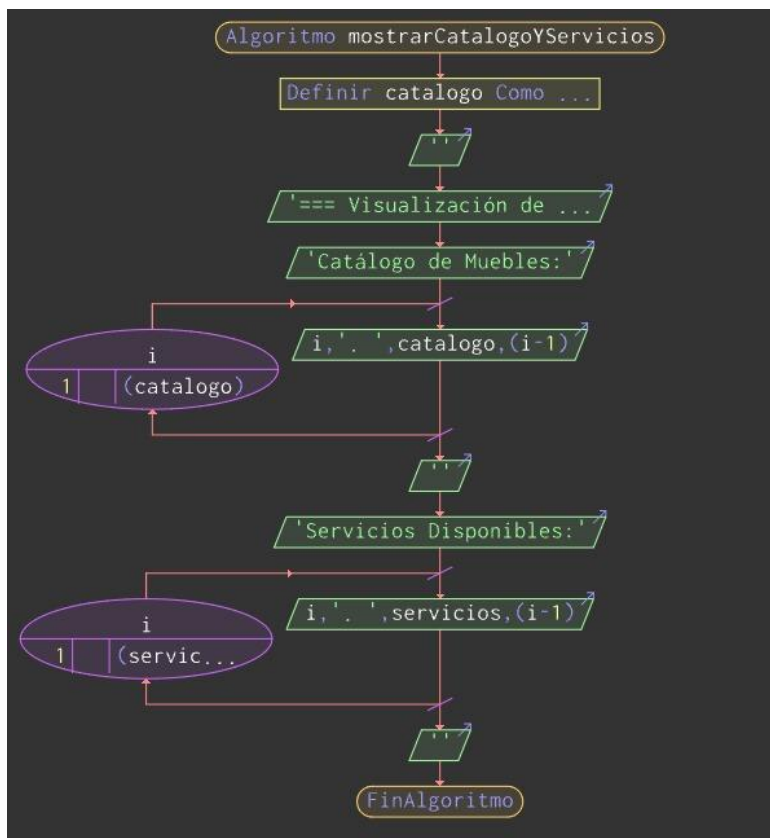 Algoritmo mostrarCatalogoYServicios
Definir catalogo Como ...
''
'=== Visualización de ...
'Catálogo de Muebles:'
i,'. ',catalogo,(i-1)
i
1 (catalogo)
''
'Servicios Disponibles:'
i,'. ',servicios,(i-1)
i
1 (servic...
''
FinAlgoritmo